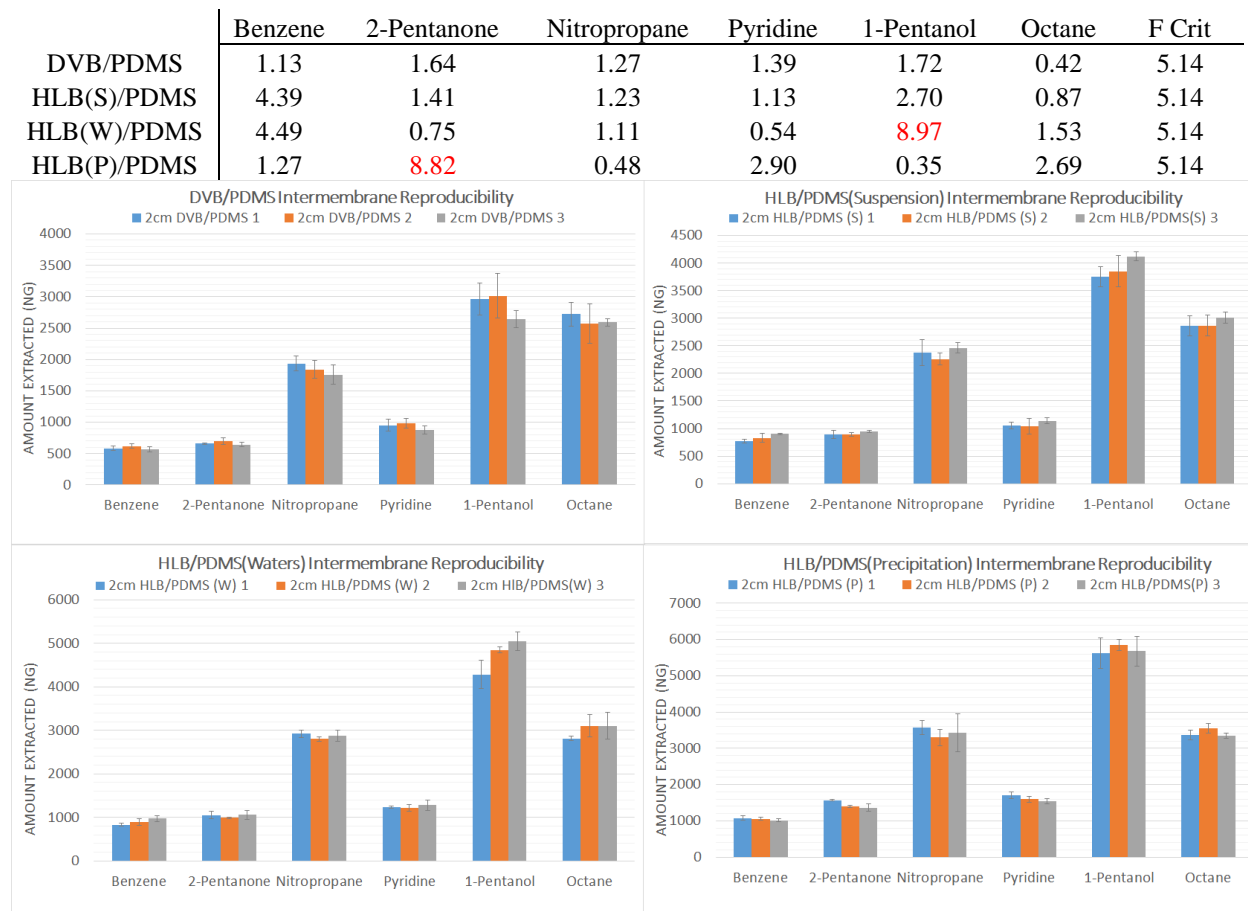 Benzene 2-Pentanone Nitropropane Pyridine 1-Pentanol Octane F Crit
DVB/PDMS 1.13 1.64 1.27 1.39 1.72 0.42 5.14
HLB(S)/PDMS 4.39 1.41 1.23 1.13 2.70 0.87 5.14
HLB(W)/PDMS 4.49 0.75 1.11 0.54 8.97 1.53 5.14
HLB(P)/PDMS 1.27 8.82 0.48 2.90 0.35 2.69 5.14
DVB/PDMS Intermembrane Reproducibility
2cm DVB/PDMS 1 2cm DVB/PDMS 2 2cm DVB/PDMS 3
AMOUNT EXTRACTED (NG)
4000
3500
3000
2500
2000
1500
1000
500
0
Benzene 2-Pentanone Nitropropane Pyridine 1-Pentanol Octane
HLB/PDMS(Suspension) Intermembrane Reproducibility
2cm HLB/PDMS (S) 1 2cm HLB/PDMS (S) 2 2cm HLB/PDMS(S) 3
AMOUNT EXTRACTED (NG)
4500
4000
3500
3000
2500
2000
1500
1000
500
0
Benzene 2-Pentanone Nitropropane Pyridine 1-Pentanol Octane
HLB/PDMS(Waters) Intermembrane Reproducibility
2cm HLB/PDMS (W) 1 2cm HLB/PDMS (W) 2 2cm HlB/PDMS(W) 3
AMOUNT EXTRACTED (NG)
6000
5000
4000
3000
2000
1000
0
Benzene 2-Pentanone Nitropropane Pyridine 1-Pentanol Octane
HLB/PDMS(Precipitation) Intermembrane Reproducibility
2cm HLB/PDMS (P) 1 2cm HLB/PDMS (P) 2 2cm HLB/PDMS(P) 3
AMOUNT EXTRACTED (NG)
7000
6000
5000
4000
3000
2000
1000
0
Benzene 2-Pentanone Nitropropane Pyridine 1-Pentanol Octane